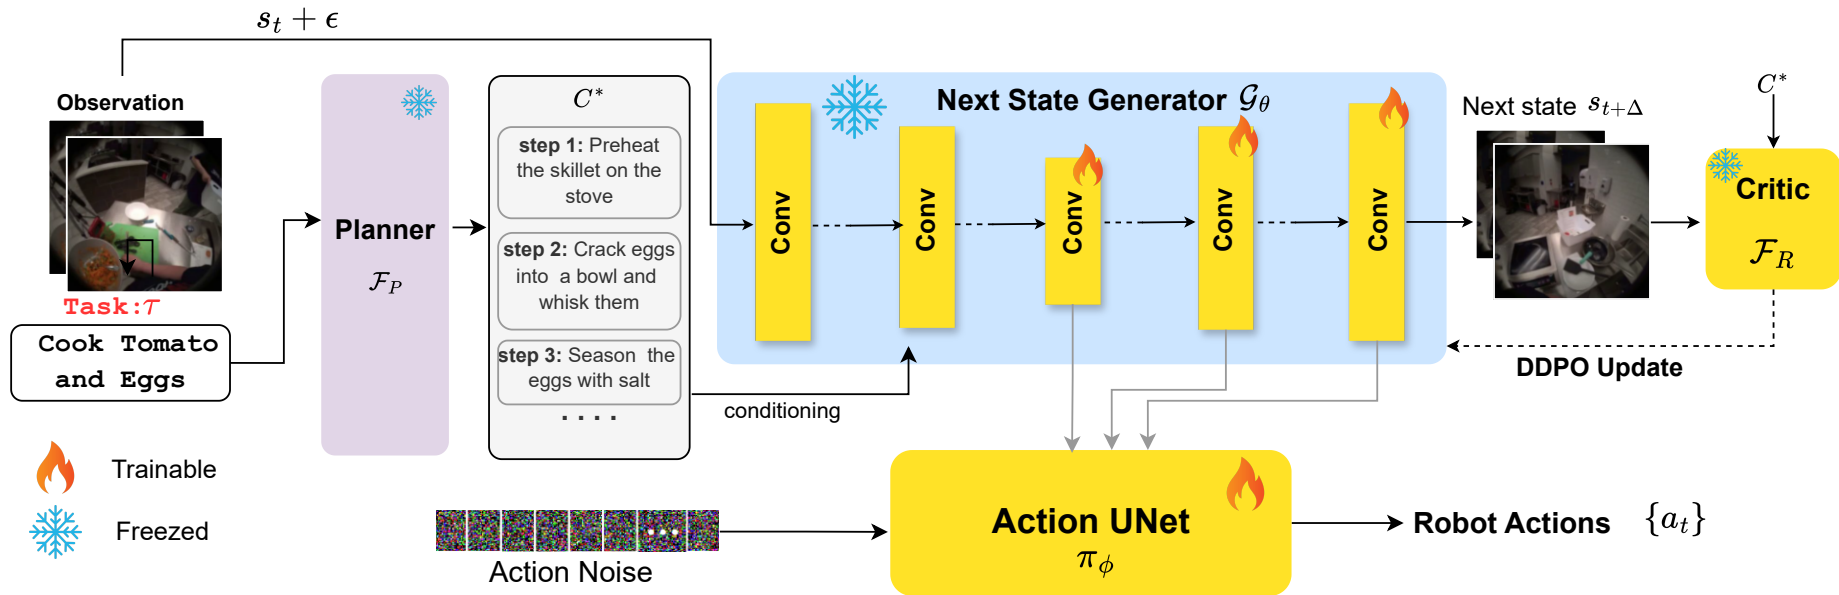 s_t + ϵ
Observation
Task:τ
Cook Tomato
and Eggs
Trainable
Freezed
Planner
ℱ_P
C*
step 1: Preheat
the skillet on the
stove
step 2: Crack eggs
into a bowl and
whisk them
step 3: Season the
eggs with salt
. . . .
conditioning
Next State Generator 𝒢_θ
Conv
Conv
Conv
Conv
Conv
Next state s_{t+Δ}
C*
Critic
ℱ_R
DDPO Update
Action Noise
Action UNet
π_ϕ
Robot Actions {a_t}